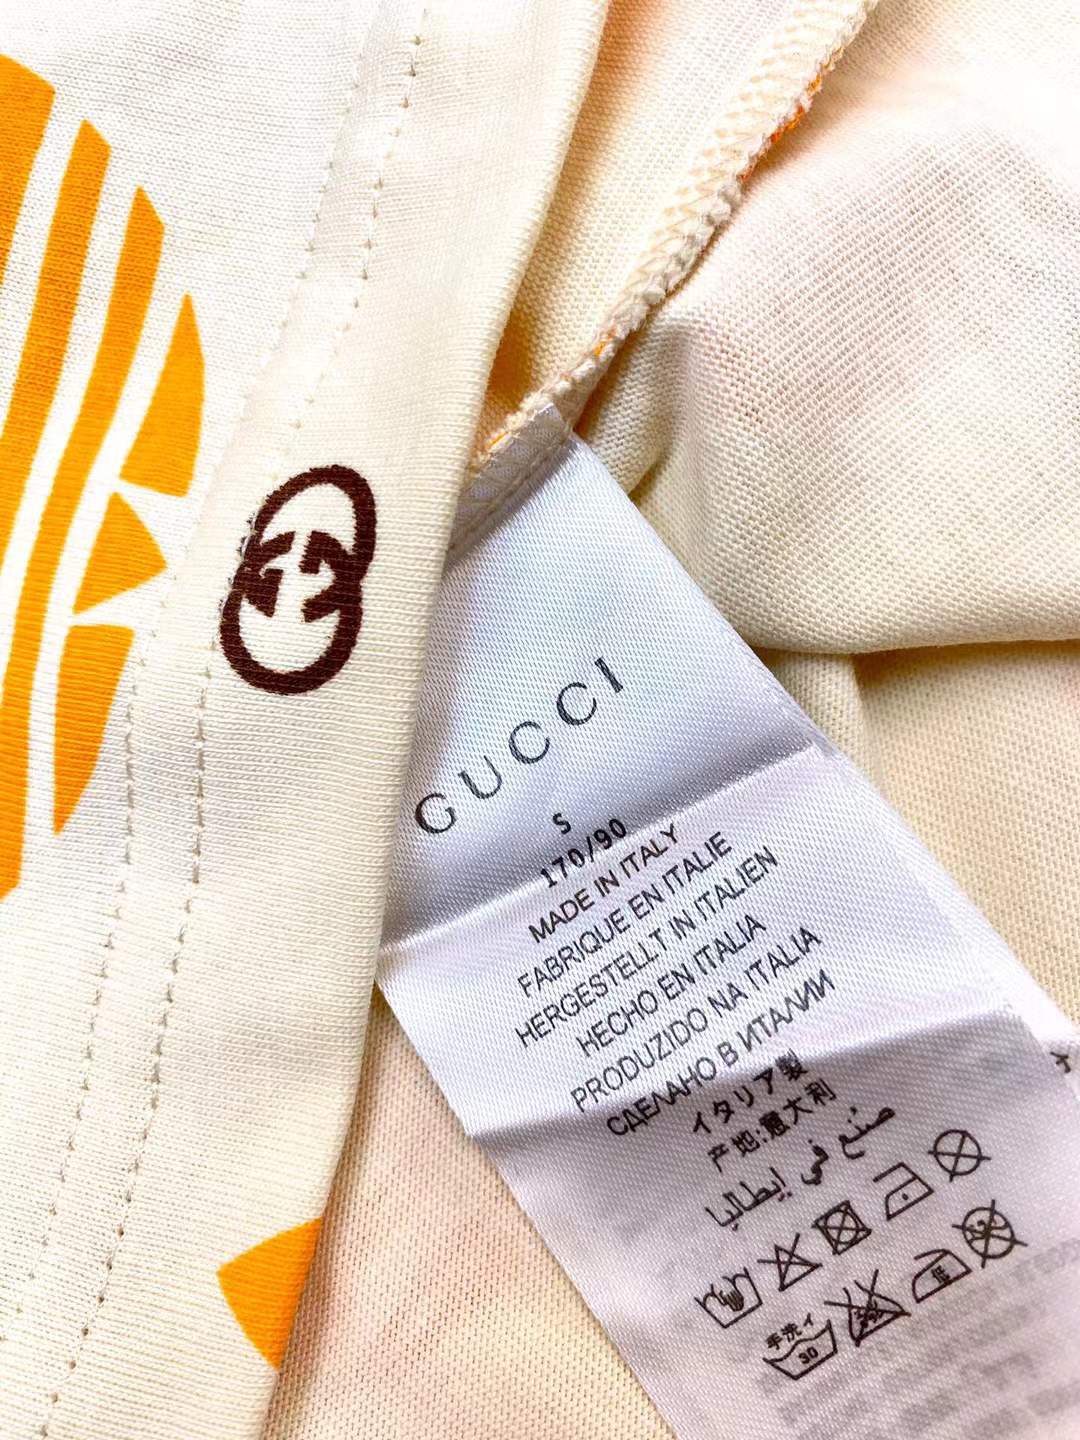 GUCCI
S
170/90
MADE IN ITALY
FABRIQUE EN ITALIE
HERGESTELLT IN ITALIEN
HECHO EN ITALIA
PRODUZIDO NA ITALIA
СДЕЛАНО В ИТАЛИИ
イタリア製
产地:意大利
صنع في إيطاليا
手洗イ
30